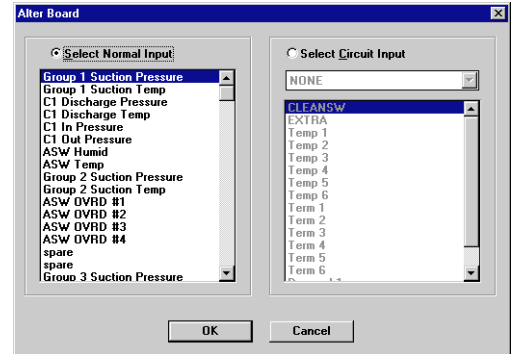 Alter Board
Select Normal Input
Group 1 Suction Pressure
Group 1 Suction Temp
C1 Discharge Pressure
C1 Discharge Temp
C1 In Pressure
C1 Out Pressure
ASW Humid
ASW Temp
Group 2 Suction Pressure
Group 2 Suction Temp
ASW OVRD #1
ASW OVRD #2
ASW OVRD #3
ASW OVRD #4
spare
spare
Group 3 Suction Pressure
Select Circuit Input
NONE
CLEANSW
EXTRA
Temp 1
Temp 2
Temp 3
Temp 4
Temp 5
Temp 6
Term 1
Term 2
Term 3
Term 4
Term 5
Term 6
OK
Cancel